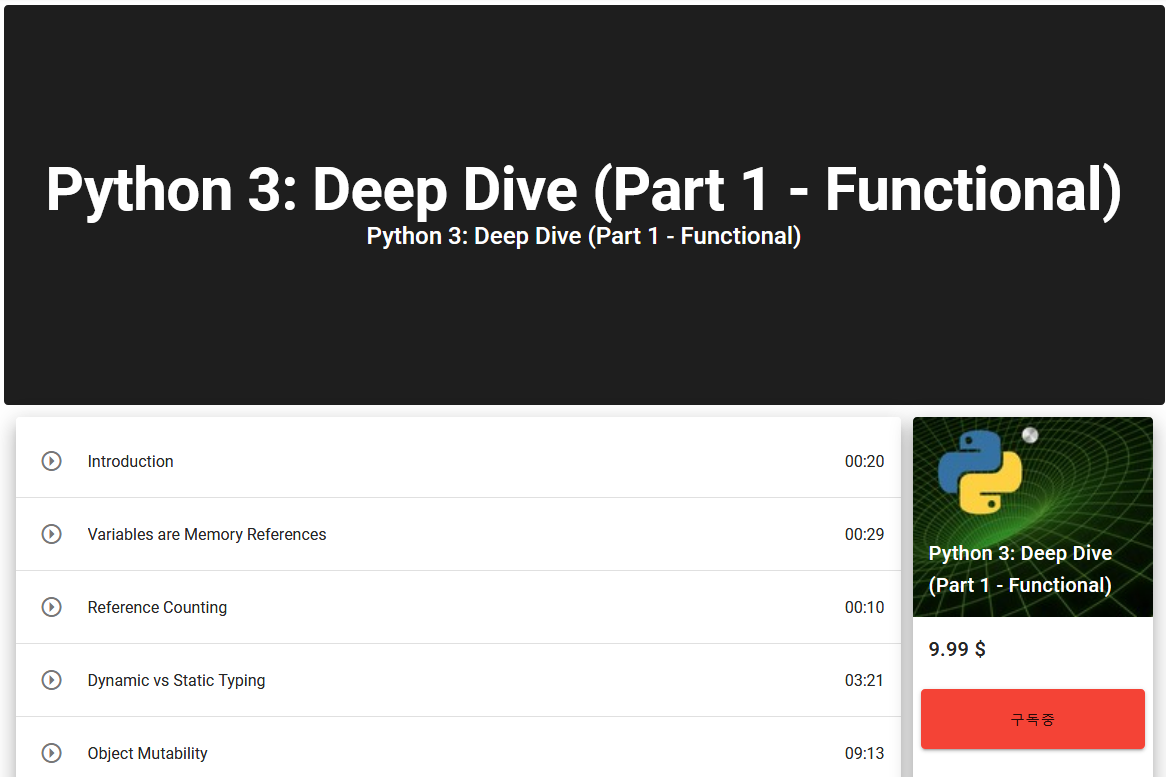 Python 3: Deep Dive (Part 1 - Functional)
Python 3: Deep Dive (Part 1 - Functional)
Introduction 00:20
Variables are Memory References 00:29
Reference Counting 00:10
Dynamic vs Static Typing 03:21
Object Mutability 09:13
Python 3: Deep Dive
(Part 1 - Functional)
9.99 $
구독중